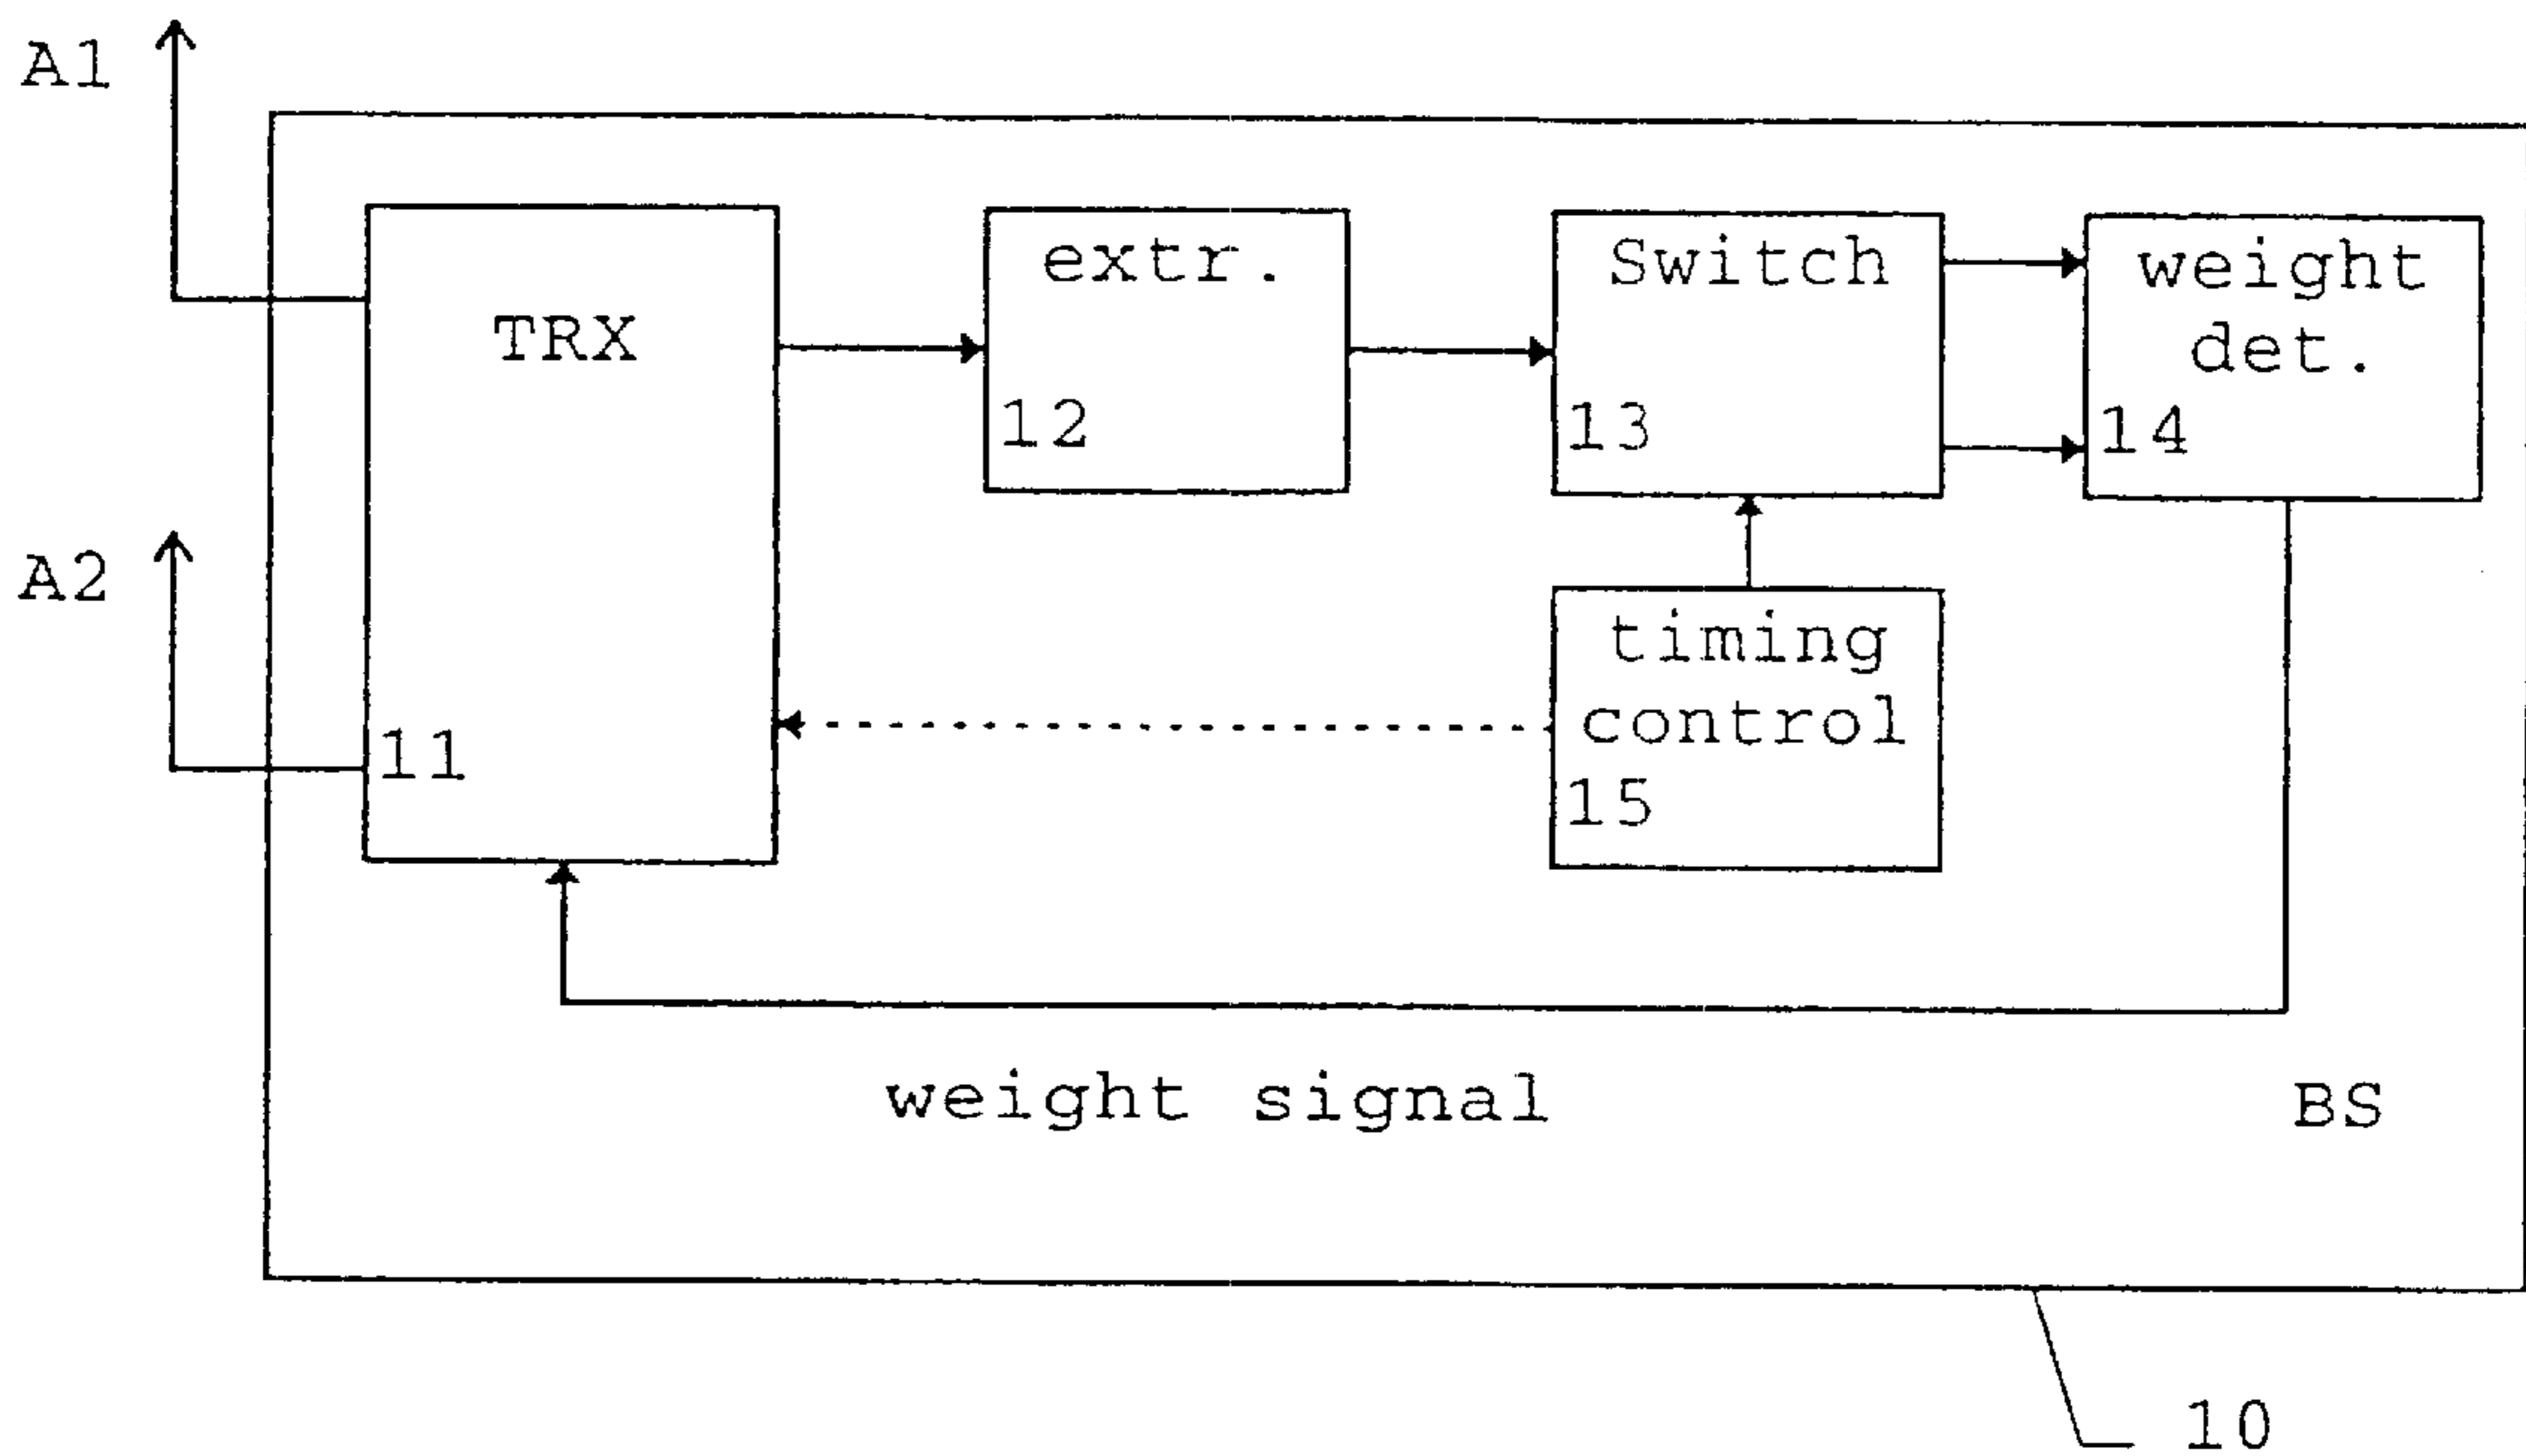 A1
TRX
11
A2
extr.
12
Switch
13
weight
det.
14
timing
control
15
weight signal
BS
10